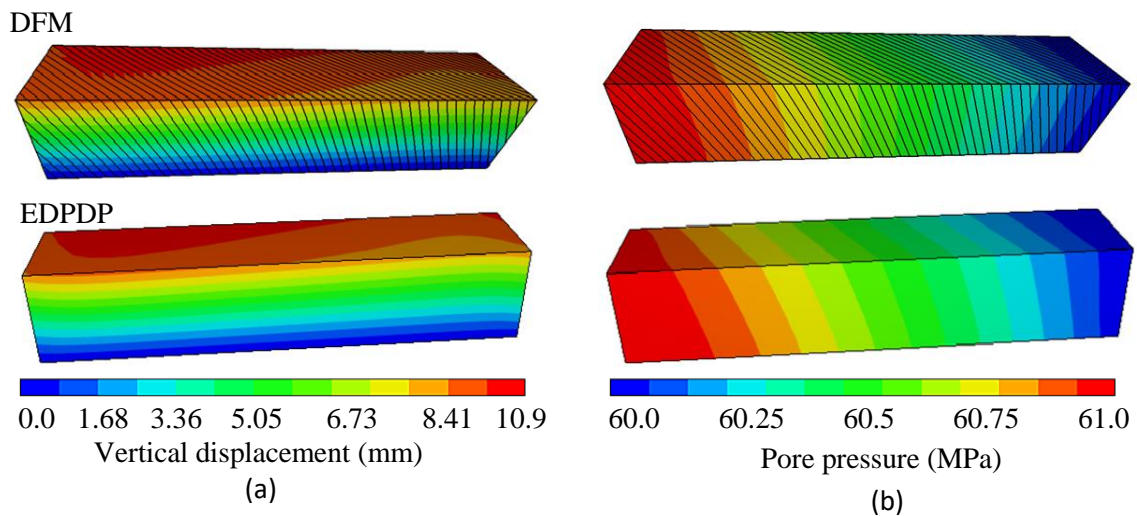 DFM
EDPDP
0.0 1.68 3.36 5.05 6.73 8.41 10.9
Vertical displacement (mm)
(a)
60.0 60.25 60.5 60.75 61.0
Pore pressure (MPa)
(b)